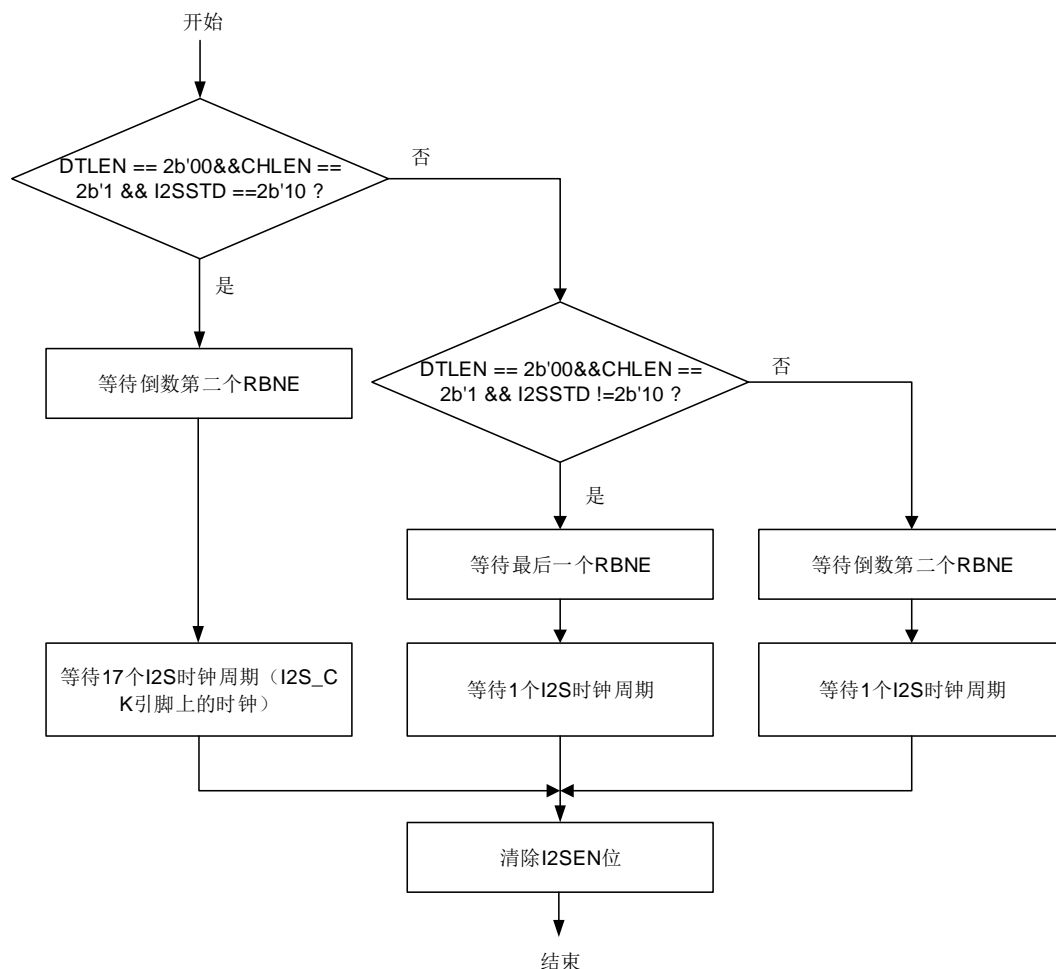 开始
DTLEN == 2b'00&&CHLEN ==
2b'1 && I2SSTD ==2b'10 ?
否
是
等待倒数第二个RBNE
DTLEN == 2b'00&&CHLEN ==
2b'1 && I2SSTD !=2b'10 ?
否
是
等待最后一个RBNE
等待倒数第二个RBNE
等待17个I2S时钟周期（I2S_C
K引脚上的时钟）
等待1个I2S时钟周期
等待1个I2S时钟周期
清除I2SEN位
结束